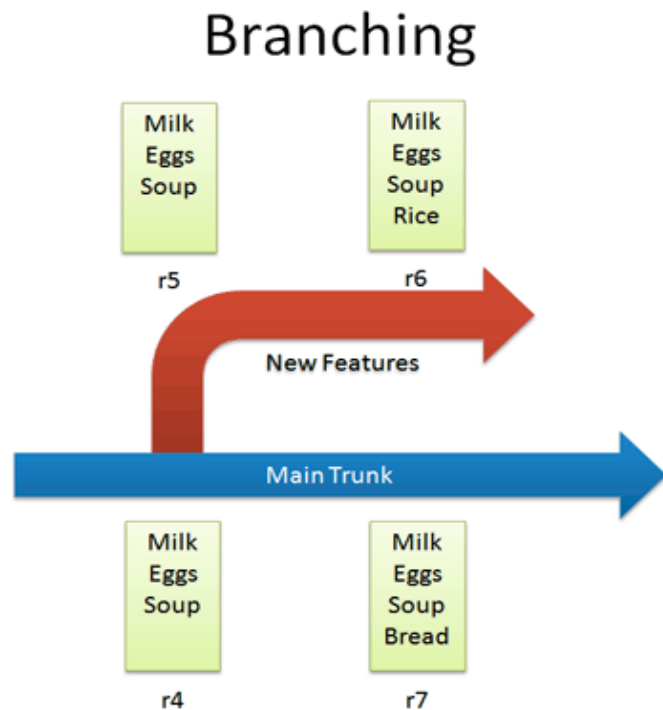 Branching
Milk
Eggs
Soup
r5
Milk
Eggs
Soup
Rice
r6
New Features
Main Trunk
Milk
Eggs
Soup
r4
Milk
Eggs
Soup
Bread
r7